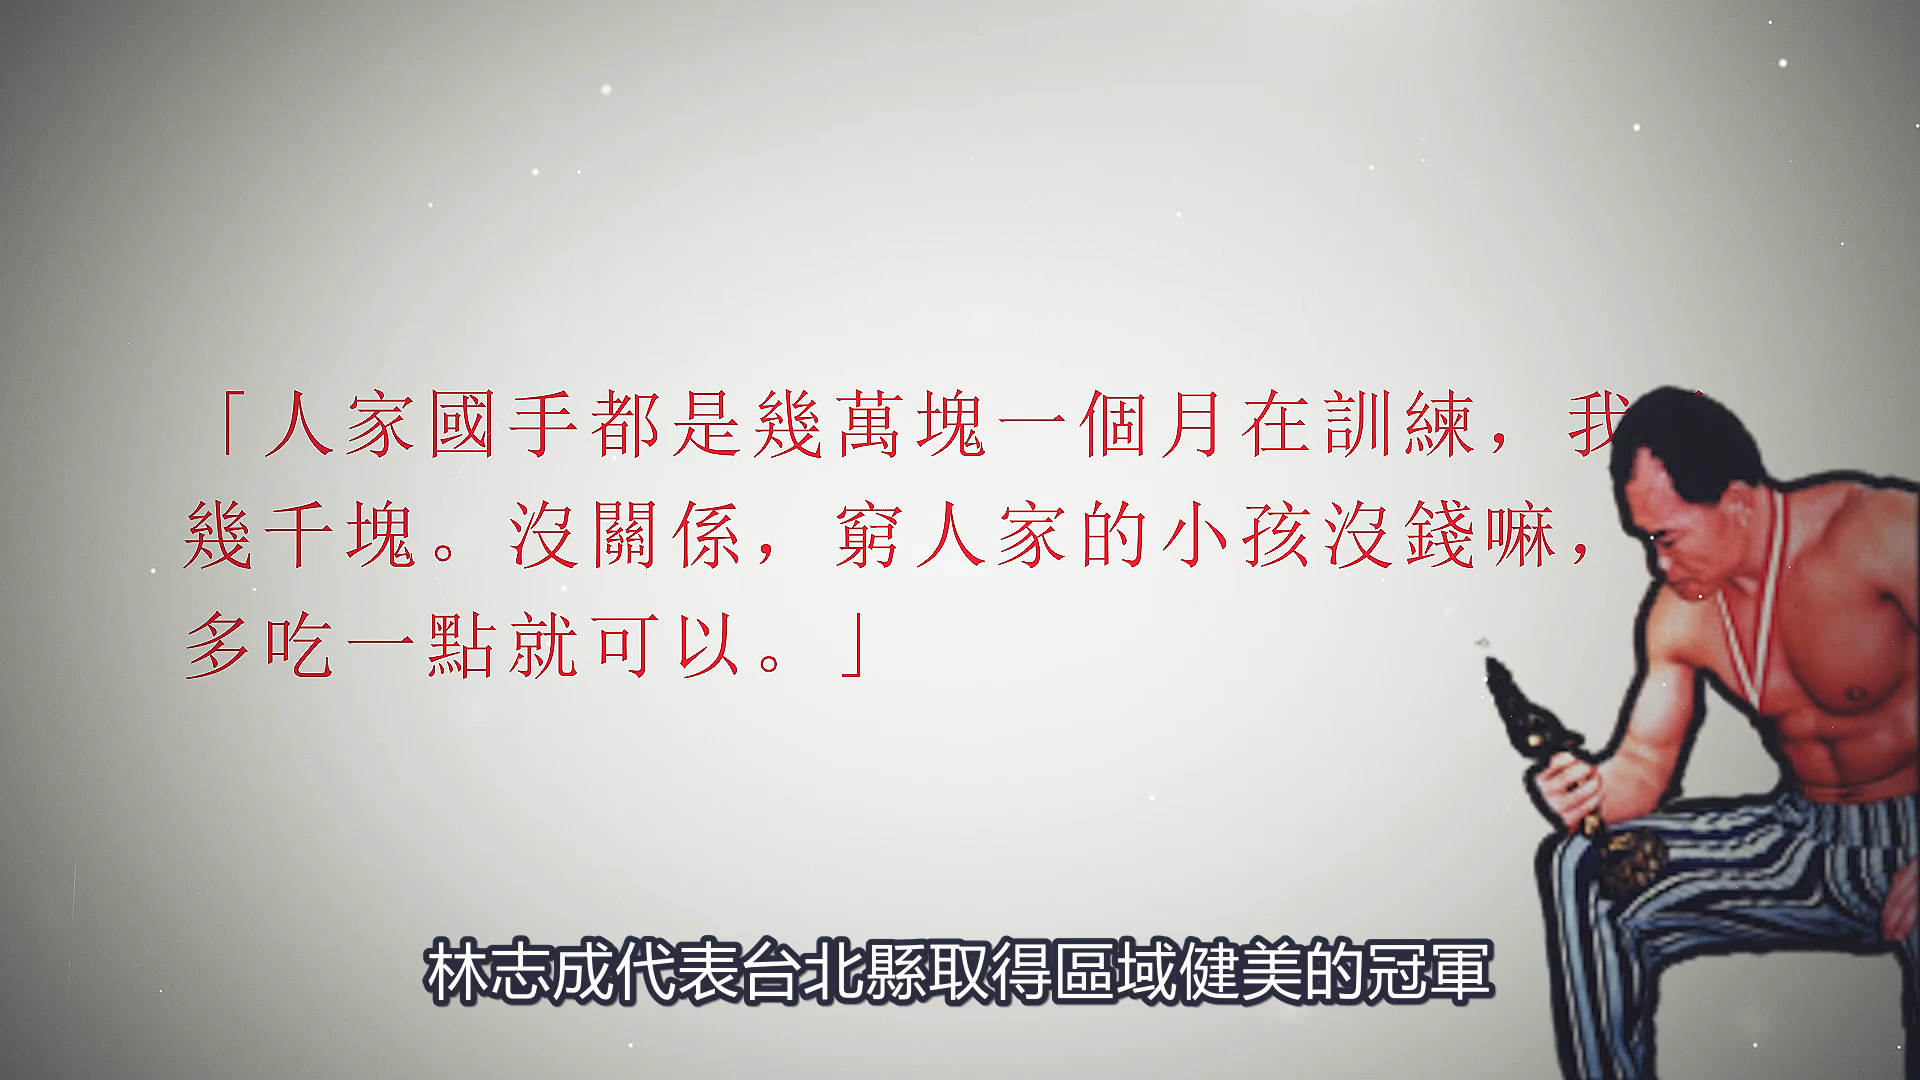 「人家國手都是幾萬塊一個月在訓練，我
幾千塊。沒關係，窮人家的小孩沒錢嘛，
多吃一點就可以。」
林志成代表台北縣取得區域健美的冠軍